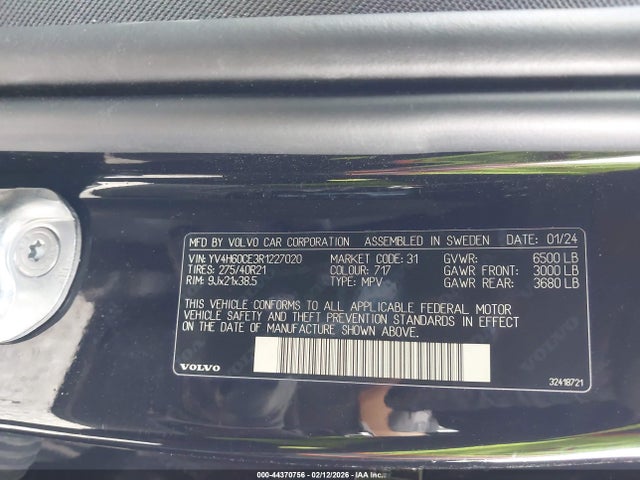 MFD BY VOLVO CAR CORPORATION ASSEMBLED IN SWEDEN DATE: 01/24
VIN: YV4H60CE3R1227020 MARKET CODE: 31 GVWR: 6500 LB
TIRES: 275/40R21 COLOUR: 717 GAWR FRONT: 3000 LB
RIM: 9Jx21x38.5 TYPE: MPV GAWR REAR: 3680 LB
THIS VEHICLE CONFORMS TO ALL APPLICABLE FEDERAL MOTOR
VEHICLE SAFETY AND THEFT PREVENTION STANDARDS IN EFFECT
ON THE DATE OF MANUFACTURE SHOWN ABOVE.
VOLVO
32418721
000-44370756 - 02/12/2026 - IAA Inc.